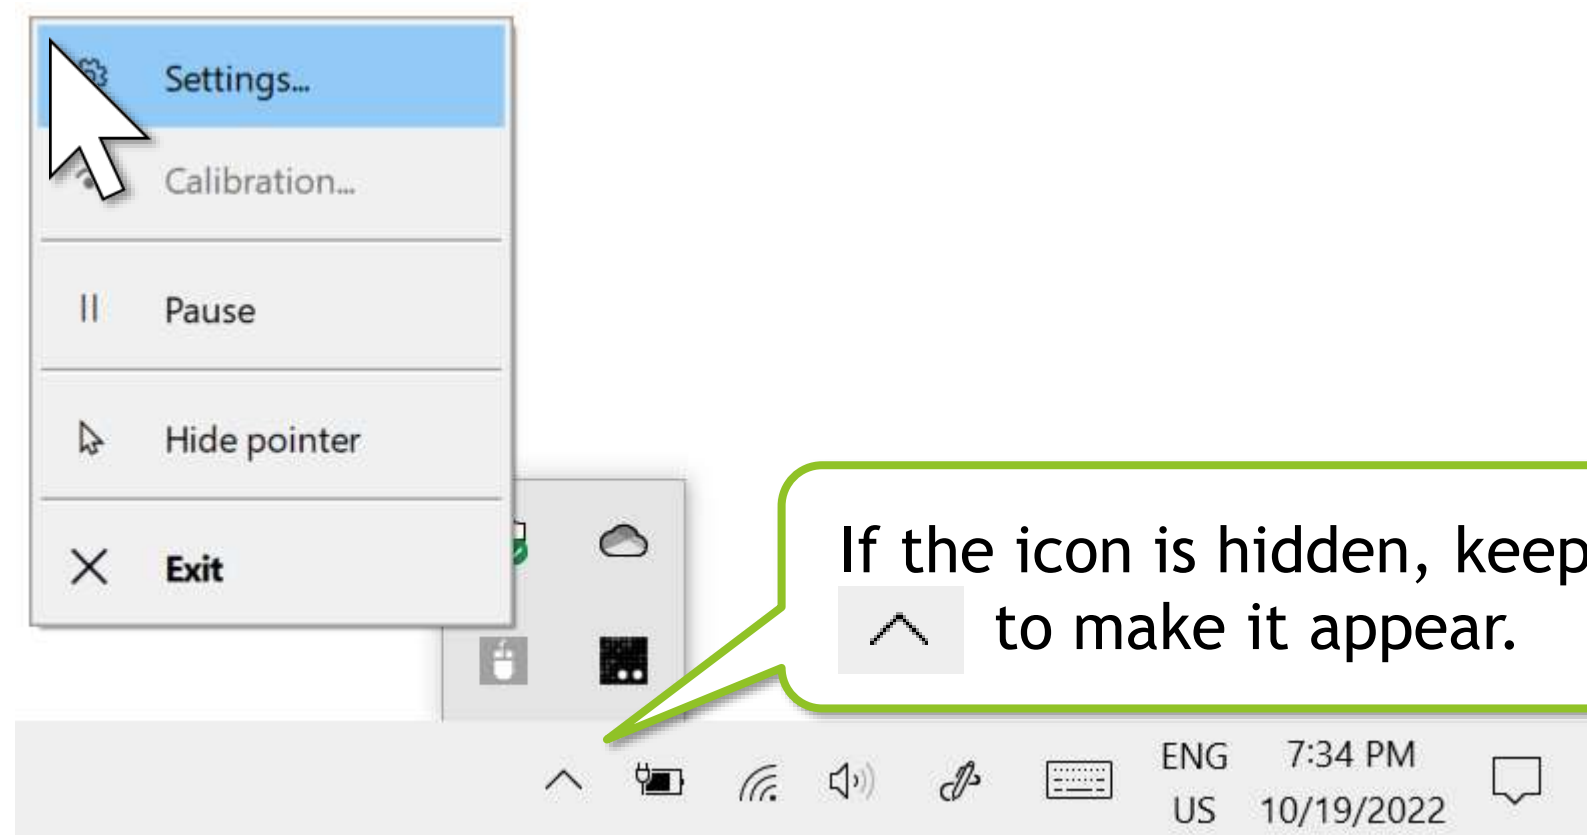 Settings...
Calibration...
Pause
Hide pointer
Exit
If the icon is hidden, keep
to make it appear.
ENG 7:34 PM
US 10/19/2022